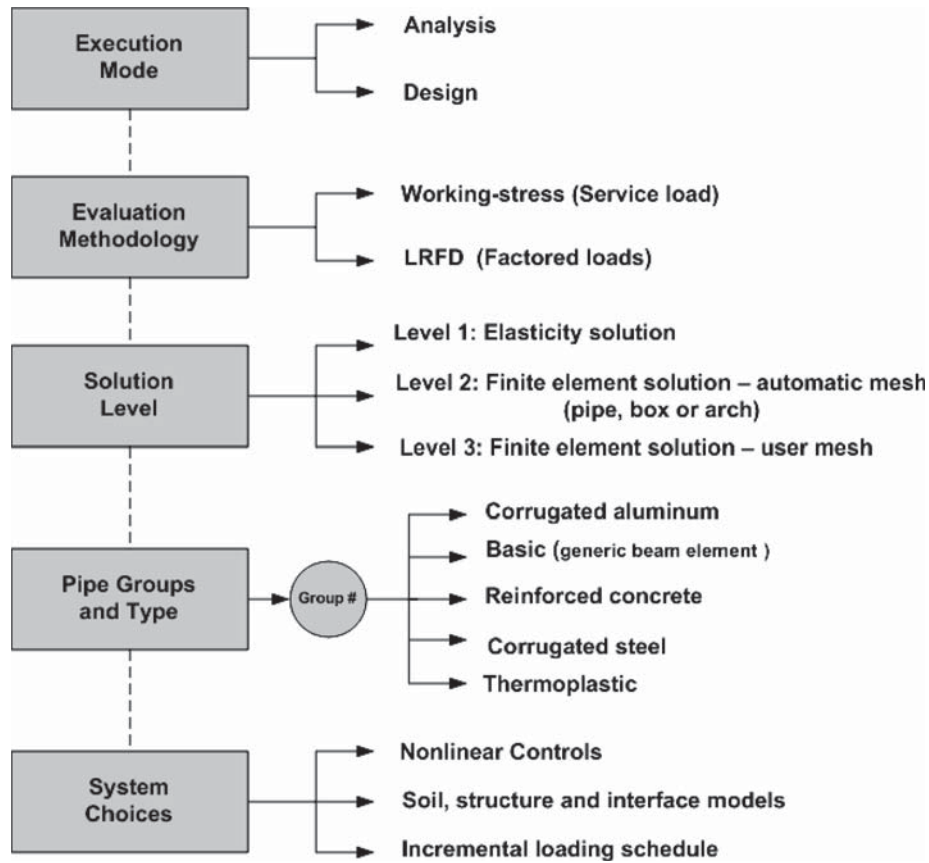 Execution
Mode
Analysis
Design
Evaluation
Methodology
Working-stress (Service load)
LRFD (Factored loads)
Solution
Level
Level 1: Elasticity solution
Level 2: Finite element solution – automatic mesh
(pipe, box or arch)
Level 3: Finite element solution – user mesh
Pipe Groups
and Type
Group #
Corrugated aluminum
Basic (generic beam element )
Reinforced concrete
Corrugated steel
Thermoplastic
System
Choices
Nonlinear Controls
Soil, structure and interface models
Incremental loading schedule